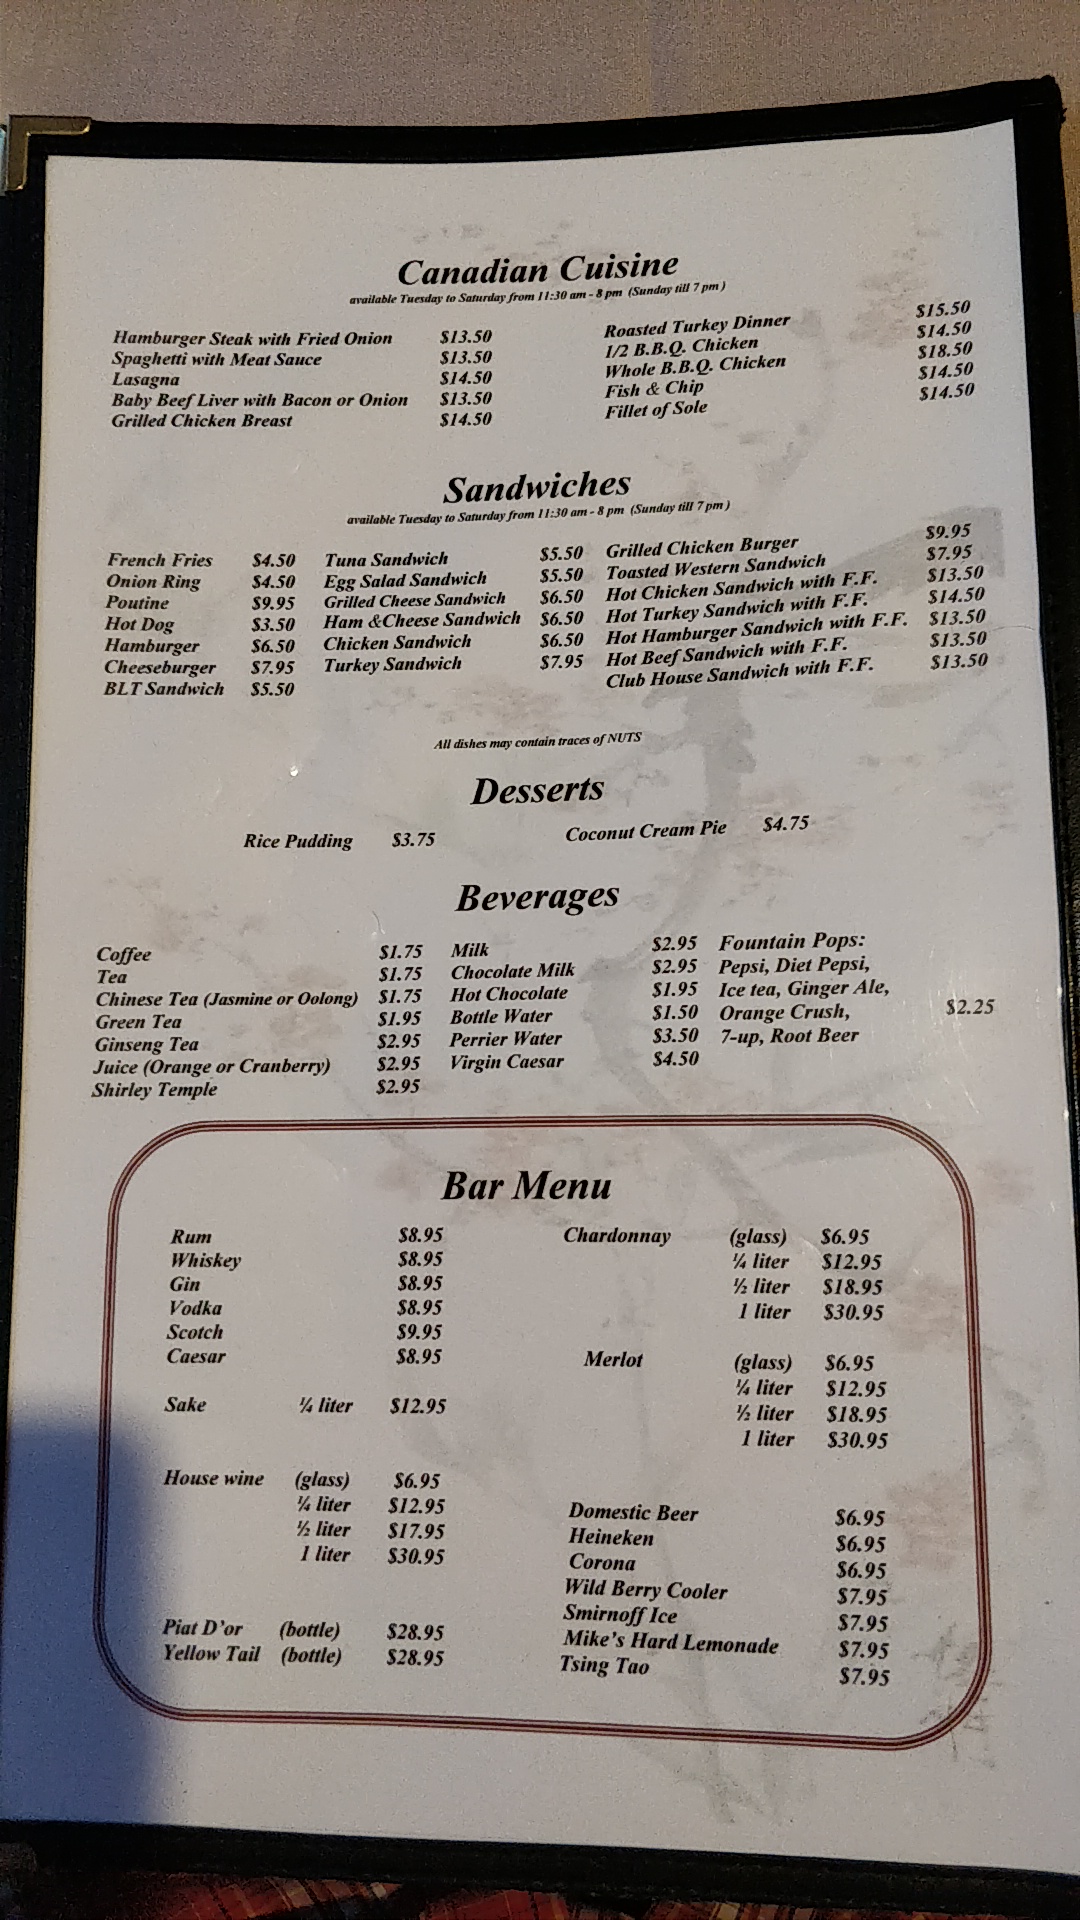 Canadian Cuisine
available Tuesday to Saturday from 11:30 am - 8 pm (Sunday till 7 pm)
Hamburger Steak with Fried Onion $13.50 Roasted Turkey Dinner $15.50
Spaghetti with Meat Sauce $13.50 1/2 B.B.Q. Chicken $14.50
Lasagna $14.50 Whole B.B.Q. Chicken $18.50
Baby Beef Liver with Bacon or Onion $13.50 Fish & Chip $14.50
Grilled Chicken Breast $14.50 Fillet of Sole $14.50
Sandwiches
available Tuesday to Saturday from 11:30 am - 8 pm (Sunday till 7 pm)
French Fries $4.50 Tuna Sandwich $5.50 Grilled Chicken Burger $9.95
Onion Ring $4.50 Egg Salad Sandwich $5.50 Toasted Western Sandwich $7.95
Poutine $9.95 Grilled Cheese Sandwich $6.50 Hot Chicken Sandwich with F.F. $13.50
Hot Dog $3.50 Ham &Cheese Sandwich $6.50 Hot Turkey Sandwich with F.F. $14.50
Hamburger $6.50 Chicken Sandwich $6.50 Hot Hamburger Sandwich with F.F. $13.50
Cheeseburger $7.95 Turkey Sandwich $7.95 Hot Beef Sandwich with F.F. $13.50
BLT Sandwich $5.50 Club House Sandwich with F.F. $13.50
All dishes may contain traces of NUTS
Desserts
Rice Pudding $3.75 Coconut Cream Pie $4.75
Beverages
Coffee $1.75 Milk $2.95 Fountain Pops:
Tea $1.75 Chocolate Milk $2.95 Pepsi, Diet Pepsi,
Chinese Tea (Jasmine or Oolong) $1.75 Hot Chocolate $1.95 Ice tea, Ginger Ale,
Green Tea $1.95 Bottle Water $1.50 Orange Crush, $2.25
Ginseng Tea $2.95 Perrier Water $3.50 7-up, Root Beer
Juice (Orange or Cranberry) $2.95 Virgin Caesar $4.50
Shirley Temple $2.95
Bar Menu
Rum $8.95 Chardonnay (glass) $6.95
Whiskey $8.95 ¼ liter $12.95
Gin $8.95 ½ liter $18.95
Vodka $8.95 1 liter $30.95
Scotch $9.95
Caesar $8.95 Merlot (glass) $6.95
¼ liter $12.95
Sake ¼ liter $12.95 ½ liter $18.95
1 liter $30.95
House wine (glass) $6.95
¼ liter $12.95 Domestic Beer $6.95
½ liter $17.95 Heineken $6.95
1 liter $30.95 Corona $6.95
Wild Berry Cooler $7.95
Piat D'or (bottle) $28.95 Smirnoff Ice $7.95
Yellow Tail (bottle) $28.95 Mike's Hard Lemonade $7.95
Tsing Tao $7.95